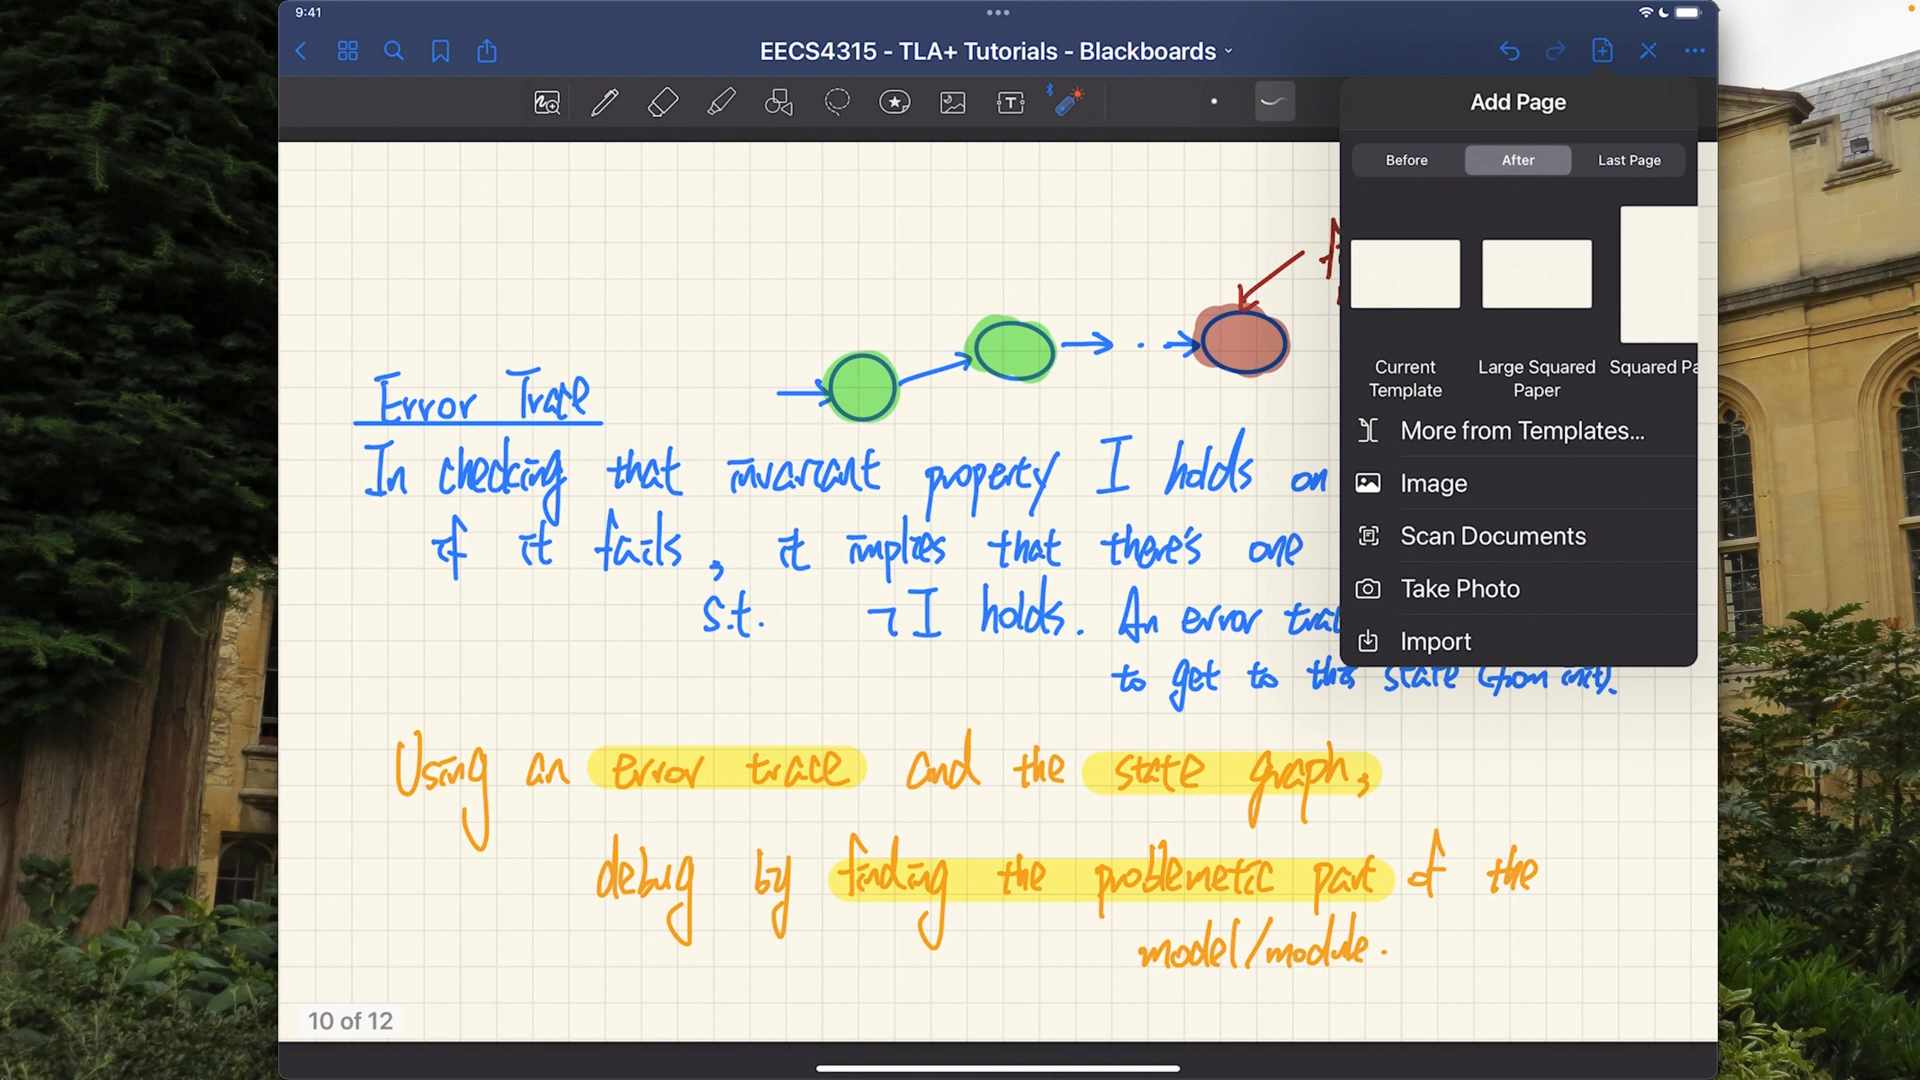 9:41
EECS4315 - TLA+ Tutorials - Blackboards
Add Page
Before After Last Page
Current Template
Large Squared Paper
Squared Pa
More from Templates...
Image
Scan Documents
Take Photo
Import
Error Trace
In checking that invariant property I holds on
if it fails, it implies that there's one
s.t. ¬I holds. An error trac
to get to this state (from init).
Using an error trace and the state graph,
debug by finding the problemetic part of the
model/module.
10 of 12